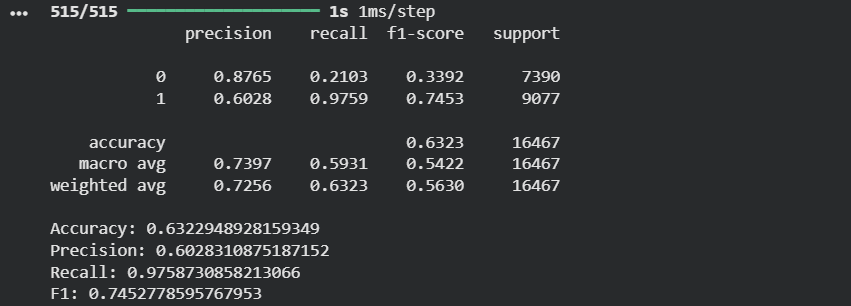 515/515 ━━━━━━━━━━━━━━━━━━━━ 1s 1ms/step
precision recall f1-score support
0 0.8765 0.2103 0.3392 7390
1 0.6028 0.9759 0.7453 9077
accuracy 0.6323 16467
macro avg 0.7397 0.5931 0.5422 16467
weighted avg 0.7256 0.6323 0.5630 16467
Accuracy: 0.6322948928159349
Precision: 0.6028310875187152
Recall: 0.9758730858213066
F1: 0.7452778595767953